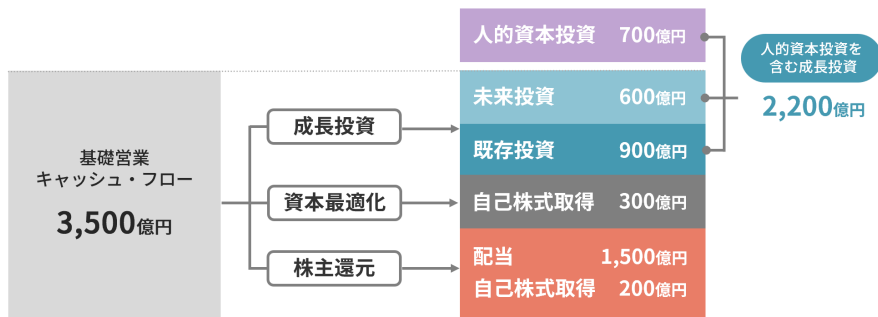 人的資本投資 700億円
人的資本投資を
含む成長投資
2,200億円
未来投資 600億円
既存投資 900億円
成長投資
基礎営業
キャッシュ・フロー
3,500億円
資本最適化
自己株式取得 300億円
株主還元
配当 1,500億円
自己株式取得 200億円